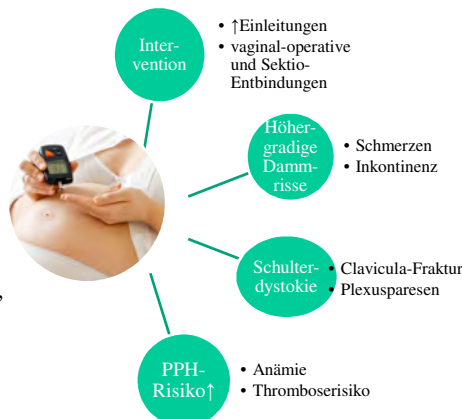 Inter-
vention
• ↑Einleitungen
• vaginal-operative
und Sektio-
Entbindungen
Höher-
gradige
Damm-
risse
• Schmerzen
• Inkontinenz
Schulter-
dystokie
• Clavicula-Fraktur
• Plexusparesen
,
PPH-
Risiko↑
• Anämie
• Thromboserisiko